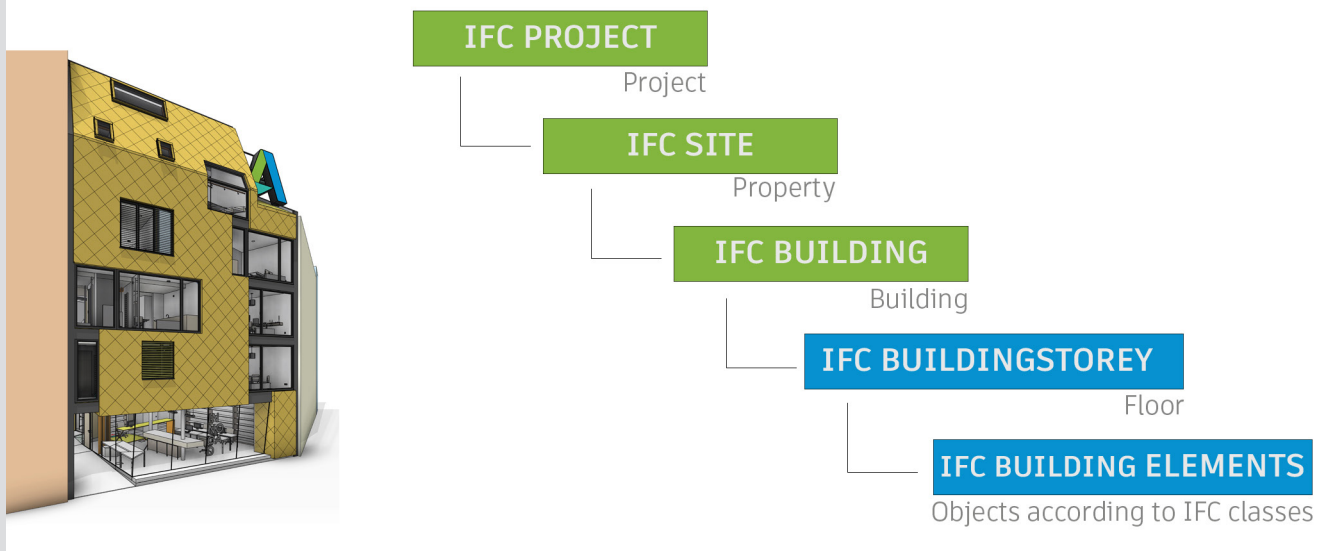 IFC PROJECT
Project
IFC SITE
Property
IFC BUILDING
Building
IFC BUILDINGSTOREY
Floor
IFC BUILDING ELEMENTS
Objects according to IFC classes